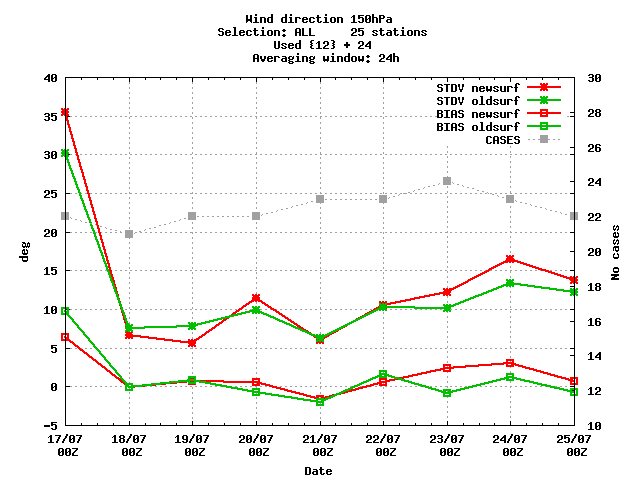 Wind direction 150hPa
Selection: ALL     25 stations
Used {12} + 24
Averaging window: 24h
STDV newsurf
STDV oldsurf
BIAS newsurf
BIAS oldsurf
CASES
40
35
30
25
20
15
10
5
0
-5
deg
30
28
26
24
22
20
18
16
14
12
10
No cases
17/07 18/07 19/07 20/07 21/07 22/07 23/07 24/07 25/07
00Z 00Z 00Z 00Z 00Z 00Z 00Z 00Z 00Z
Date